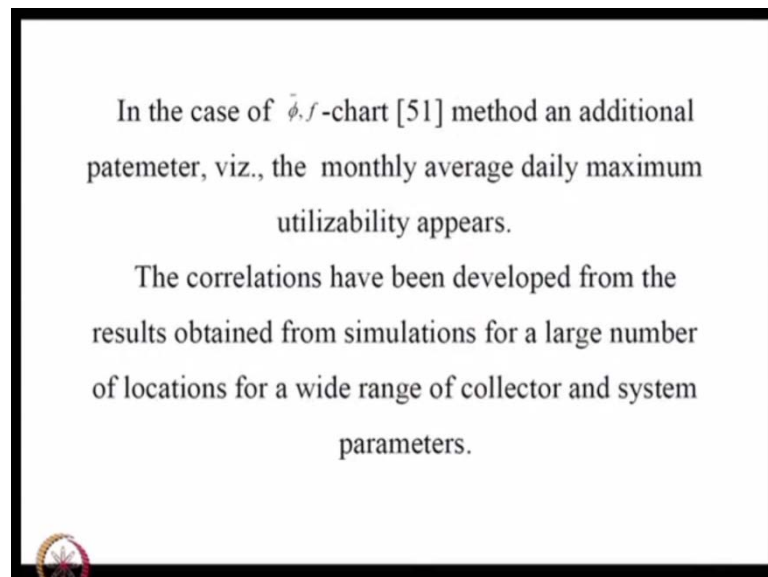 In the case of ϕ̄, f -chart [51] method an additional
patemeter, viz., the monthly average daily maximum
utilizability appears.
The correlations have been developed from the
results obtained from simulations for a large number
of locations for a wide range of collector and system
parameters.